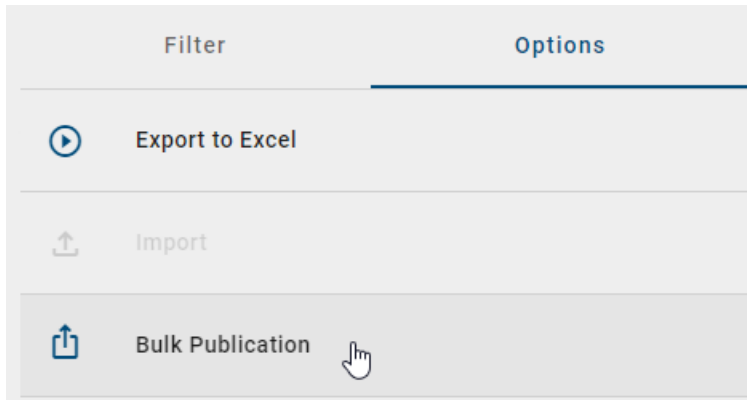 Filter
Options
Export to Excel
Import
Bulk Publication